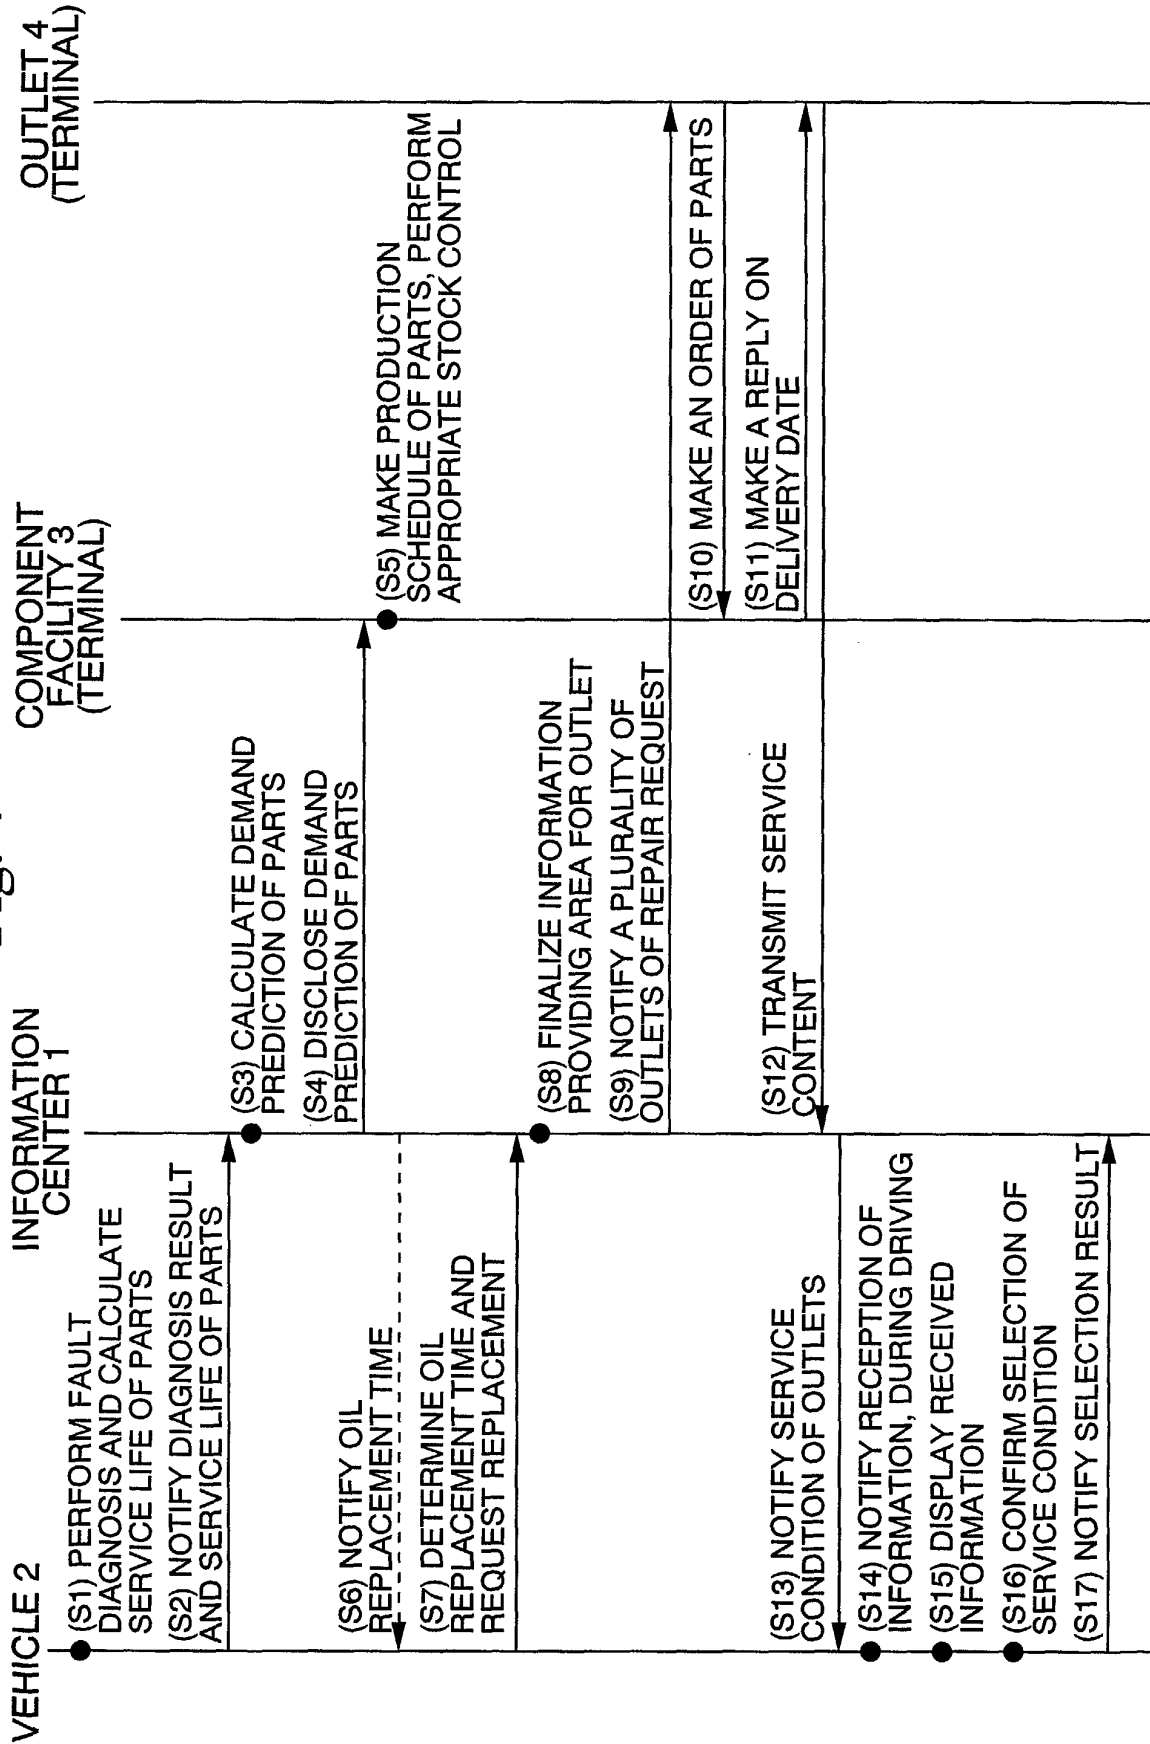 VEHICLE 2
INFORMATION
CENTER 1
COMPONENT
FACILITY 3
(TERMINAL)
OUTLET 4
(TERMINAL)
(S1) PERFORM FAULT
DIAGNOSIS AND CALCULATE
SERVICE LIFE OF PARTS
(S2) NOTIFY DIAGNOSIS RESULT
AND SERVICE LIFE OF PARTS
(S3) CALCULATE DEMAND
PREDICTION OF PARTS
(S4) DISCLOSE DEMAND
PREDICTION OF PARTS
(S5) MAKE PRODUCTION
SCHEDULE OF PARTS, PERFORM
APPROPRIATE STOCK CONTROL
(S6) NOTIFY OIL
REPLACEMENT TIME
(S7) DETERMINE OIL
REPLACEMENT TIME AND
REQUEST REPLACEMENT
(S8) FINALIZE INFORMATION
PROVIDING AREA FOR OUTLET
(S9) NOTIFY A PLURALITY OF
OUTLETS OF REPAIR REQUEST
(S10) MAKE AN ORDER OF PARTS
(S11) MAKE A REPLY ON
DELIVERY DATE
(S12) TRANSMIT SERVICE
CONTENT
(S13) NOTIFY SERVICE
CONDITION OF OUTLETS
(S14) NOTIFY RECEPTION OF
INFORMATION, DURING DRIVING
(S15) DISPLAY RECEIVED
INFORMATION
(S16) CONFIRM SELECTION OF
SERVICE CONDITION
(S17) NOTIFY SELECTION RESULT